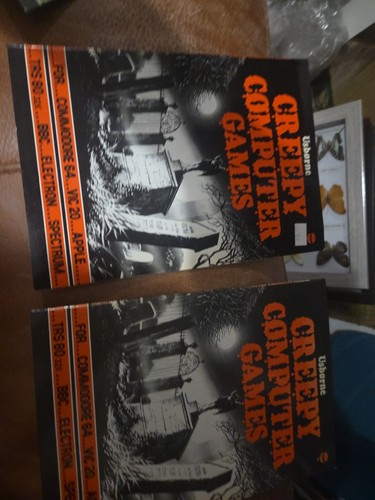 Usborne
CREEPY
COMPUTER
GAMES
FOR... COMMODORE 64... VIC 20... APPLE.....
TRS 80 ... BBC... ELECTRON... SPECTRUM...
Usborne
CREEPY
COMPUTER
GAMES
...FOR... COMMODORE 64... VIC 20...
...TRS 80 ... BBC... ELECTRON